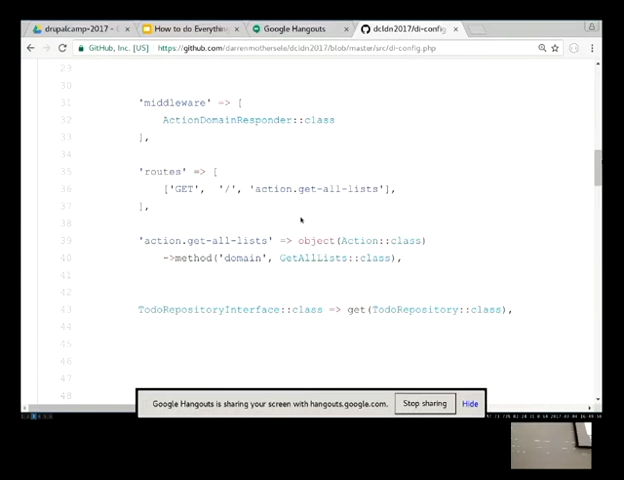 drupalcamp-2017 - G
How to do Everythin
Google Hangouts
dcldn2017/di-config
GitHub, Inc. [US]
https://github.com/darrenmothersele/dcldn2017/blob/master/src/di-config.php
29
30
31 'middleware' => [
32 ActionDomainResponder::class
33 ],
34
35 'routes' => [
36 ['GET', '/', 'action.get-all-lists'],
37 ],
38
39 'action.get-all-lists' => object(Action::class)
40 ->method('domain', GetAllLists::class),
41
42
43 TodoRepositoryInterface::class => get(TodoRepository::class),
44
45
46
47
48
Google Hangouts is sharing your screen with hangouts.google.com.
Stop sharing
Hide